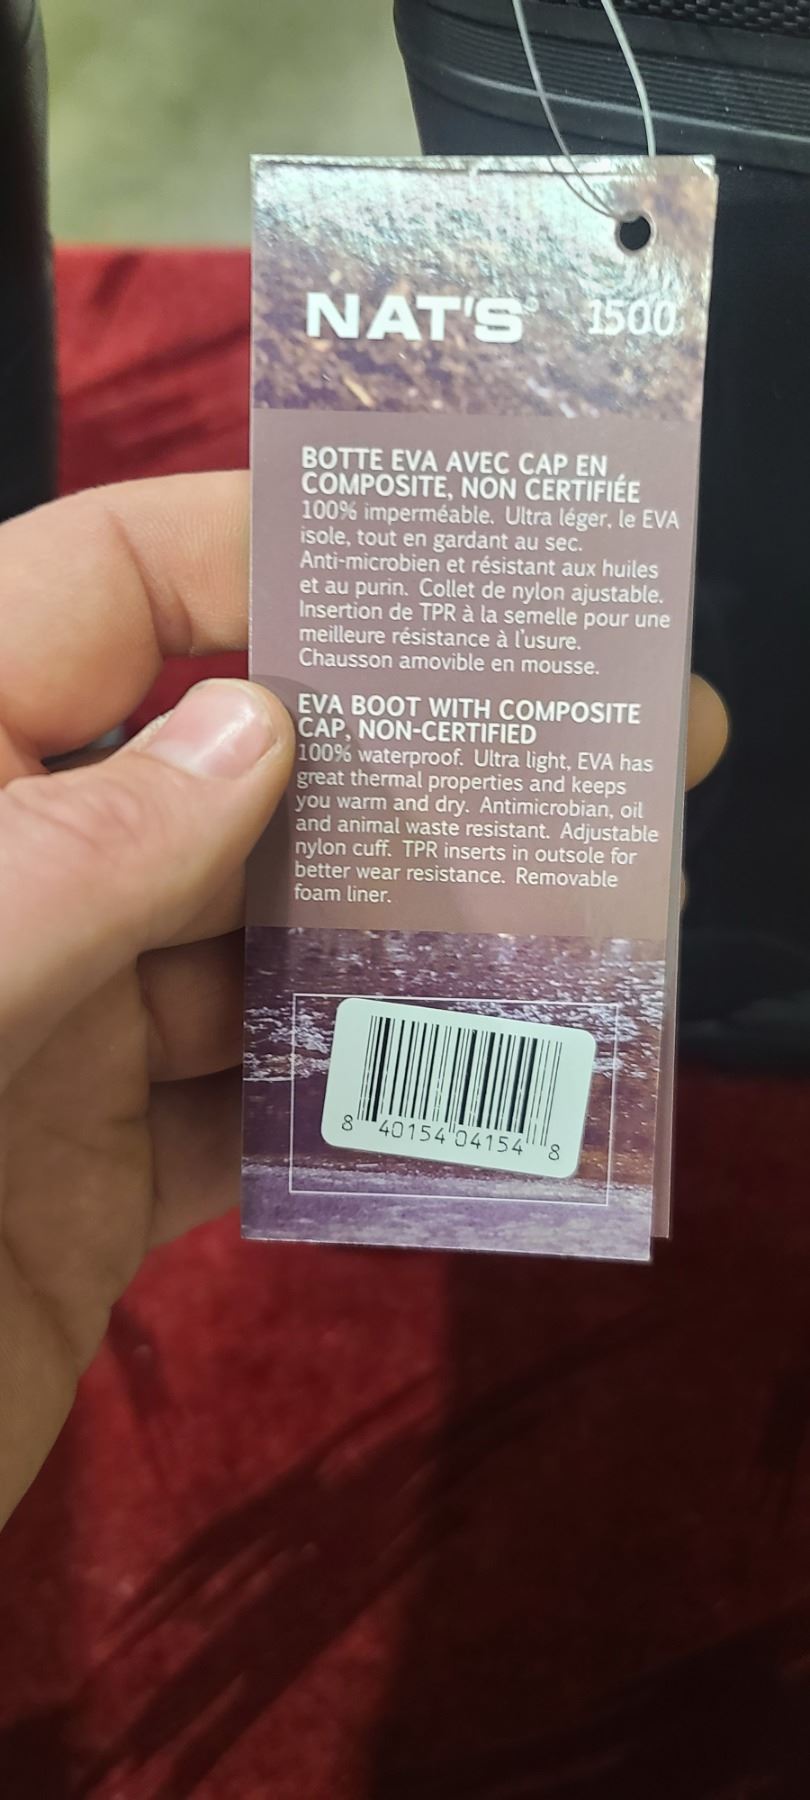 NAT'S® 1500
BOTTE EVA AVEC CAP EN
COMPOSITE, NON CERTIFIÉE
100% imperméable. Ultra léger, le EVA
isole, tout en gardant au sec.
Anti-microbien et résistant aux huiles
et au purin. Collet de nylon ajustable.
Insertion de TPR à la semelle pour une
meilleure résistance à l'usure.
Chausson amovible en mousse.
EVA BOOT WITH COMPOSITE
CAP, NON-CERTIFIED
100% waterproof. Ultra light, EVA has
great thermal properties and keeps
you warm and dry. Antimicrobian, oil
and animal waste resistant. Adjustable
nylon cuff. TPR inserts in outsole for
better wear resistance. Removable
foam liner.
8 40154 04154 8